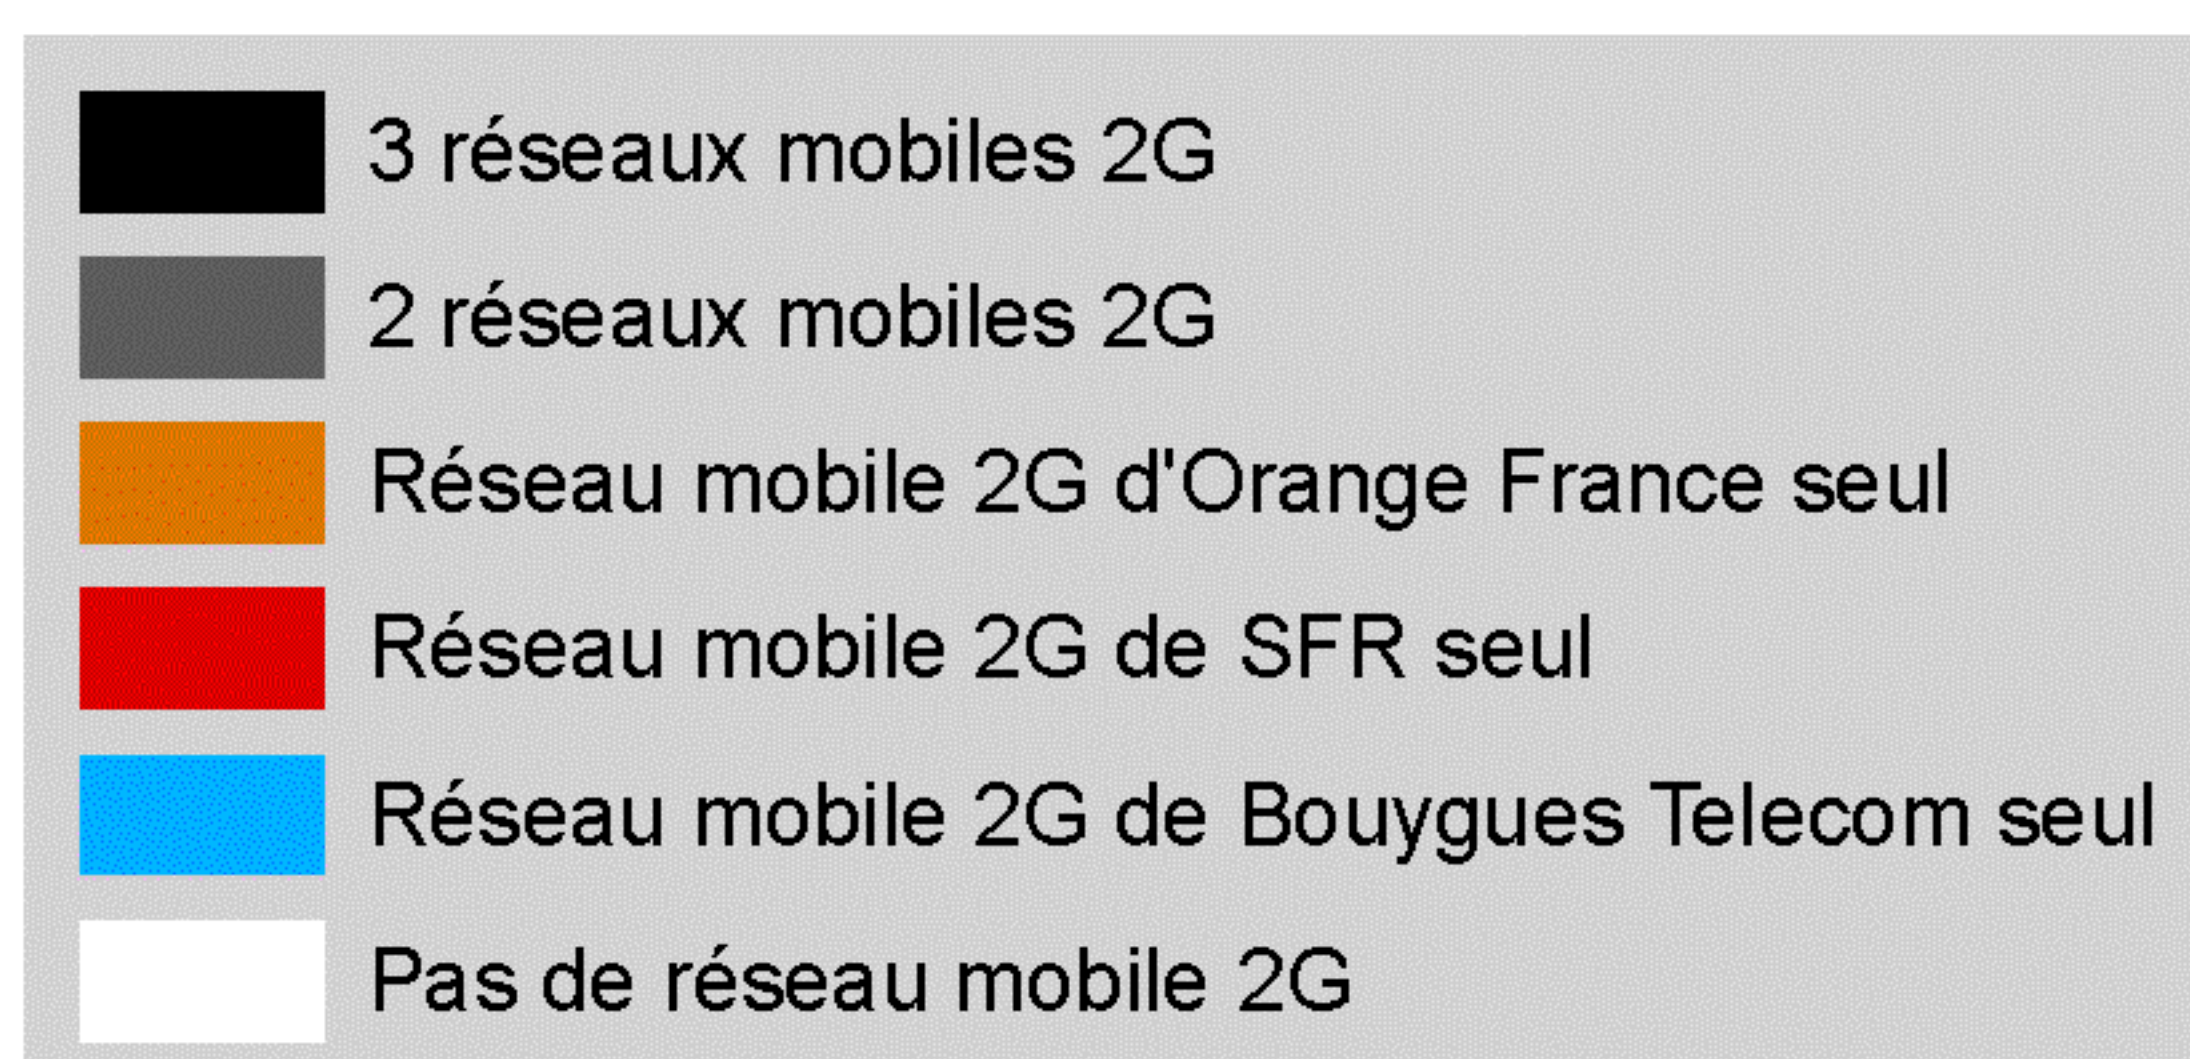 3 réseaux mobiles 2G
2 réseaux mobiles 2G
Réseau mobile 2G d'Orange France seul
Réseau mobile 2G de SFR seul
Réseau mobile 2G de Bouygues Telecom seul
Pas de réseau mobile 2G